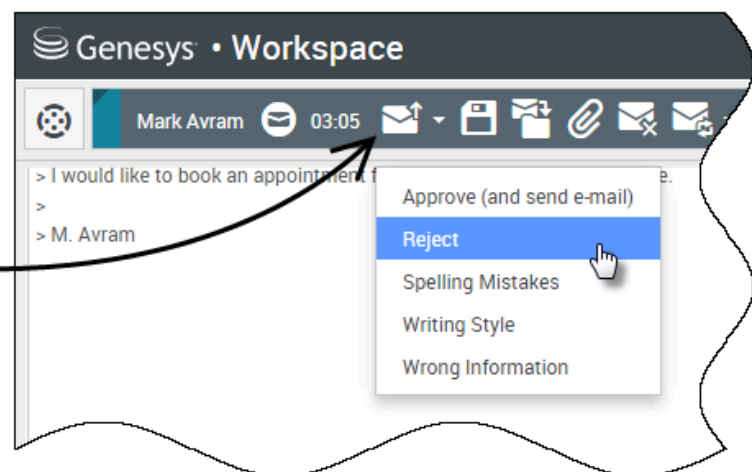 Genesys • Workspace
Mark Avram 03:05
> I would like to book an appointment f e.
>
> M. Avram
Approve (and send e-mail)
Reject
Spelling Mistakes
Writing Style
Wrong Information